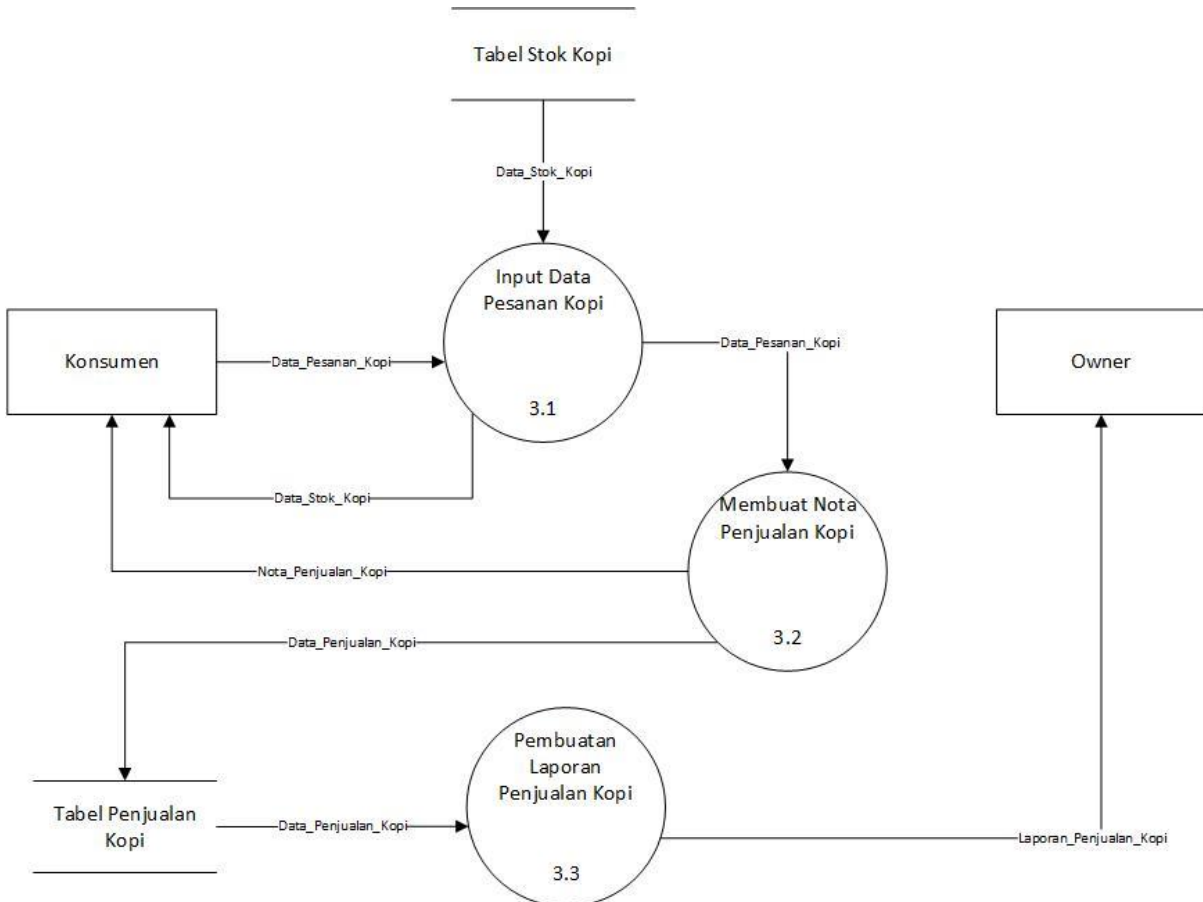 Tabel Stok Kopi
Data_Stok_Kopi
Input Data
Pesanan Kopi
3.1
Konsumen
Data_Pesanan_Kopi
Data_Pesanan_Kopi
Owner
Data_Stok_Kopi
Membuat Nota
Penjualan Kopi
3.2
Nota_Penjualan_Kopi
Data_Penjualan_Kopi
Pembuatan
Laporan
Penjualan Kopi
3.3
Tabel Penjualan
Kopi
Data_Penjualan_Kopi
Laporan_Penjualan_Kopi